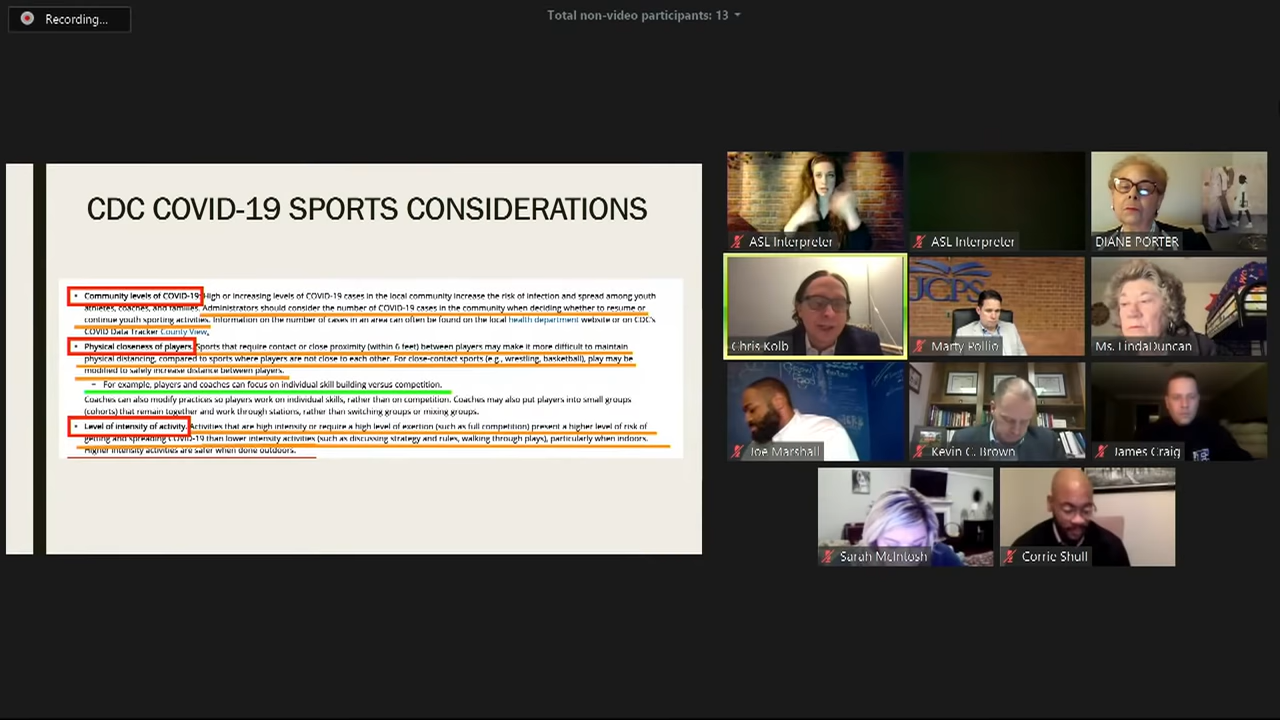 Recording...
Total non-video participants: 13
CDC COVID-19 SPORTS CONSIDERATIONS
• Community levels of COVID-19. High or increasing levels of COVID-19 cases in the local community increase the risk of infection and spread among youth
athletes, coaches, and families. Administrators should consider the number of COVID-19 cases in the community when deciding whether to resume or
continue youth sporting activities. Information on the number of cases in an area can often be found on the local health department website or on CDC's
COVID Data Tracker County View.
• Physical closeness of players. Sports that require contact or close proximity (within 6 feet) between players may make it more difficult to maintain
physical distancing, compared to sports where players are not close to each other. For close-contact sports (e.g., wrestling, basketball), play may be
modified to safely increase distance between players.
– For example, players and coaches can focus on individual skill building versus competition.
Coaches can also modify practices so players work on individual skills, rather than on competition. Coaches may also put players into small groups
(cohorts) that remain together and work through stations, rather than switching groups or mixing groups.
• Level of intensity of activity. Activities that are high intensity or require a high level of exertion (such as full competition) present a higher level of risk of
getting and spreading COVID-19 than lower intensity activities (such as discussing strategy and rules, walking through plays), particularly when indoors.
Higher intensity activities are safer when done outdoors.
ASL Interpreter
ASL Interpreter
DIANE PORTER
Chris Kolb
JCPS
Marty Pollio
Ms. LindaDuncan
Joe Marshall
Kevin C. Brown
James Craig
Sarah McIntosh
Corrie Shull